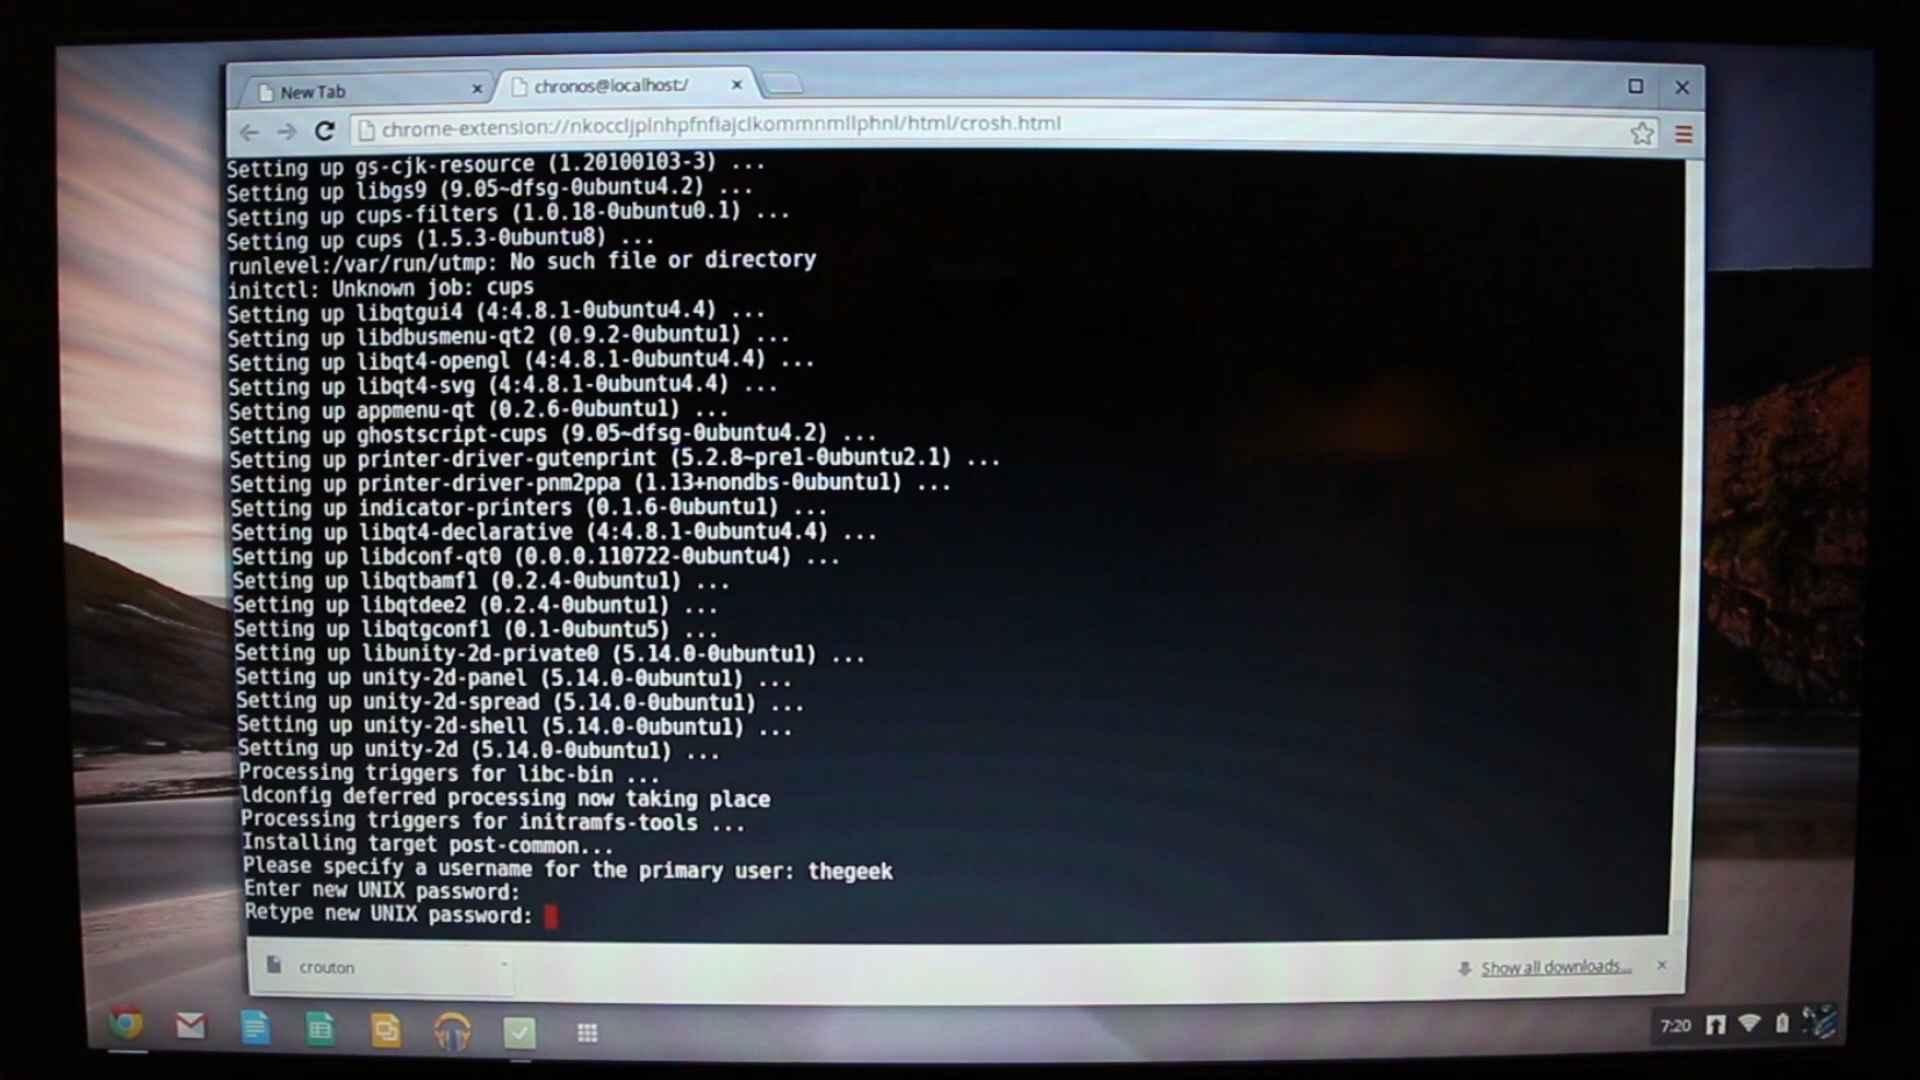 New Tab
chronos@localhost:/
chrome-extension://nkoccljplnhpfnfiajclkommnmllphnl/html/crosh.html
Setting up gs-cjk-resource (1.20100103-3) ...
Setting up libgs9 (9.05~dfsg-0ubuntu4.2) ...
Setting up cups-filters (1.0.18-0ubuntu0.1) ...
Setting up cups (1.5.3-0ubuntu8) ...
runlevel:/var/run/utmp: No such file or directory
initctl: Unknown job: cups
Setting up libqtgui4 (4:4.8.1-0ubuntu4.4) ...
Setting up libdbusmenu-qt2 (0.9.2-0ubuntu1) ...
Setting up libqt4-opengl (4:4.8.1-0ubuntu4.4) ...
Setting up libqt4-svg (4:4.8.1-0ubuntu4.4) ...
Setting up appmenu-qt (0.2.6-0ubuntu1) ...
Setting up ghostscript-cups (9.05~dfsg-0ubuntu4.2) ...
Setting up printer-driver-gutenprint (5.2.8~pre1-0ubuntu2.1) ...
Setting up printer-driver-pnm2ppa (1.13+nondbs-0ubuntu1) ...
Setting up indicator-printers (0.1.6-0ubuntu1) ...
Setting up libqt4-declarative (4:4.8.1-0ubuntu4.4) ...
Setting up libdconf-qt0 (0.0.0.110722-0ubuntu4) ...
Setting up libqtbamf1 (0.2.4-0ubuntu1) ...
Setting up libqtdee2 (0.2.4-0ubuntu1) ...
Setting up libqtgconf1 (0.1-0ubuntu5) ...
Setting up libunity-2d-private0 (5.14.0-0ubuntu1) ...
Setting up unity-2d-panel (5.14.0-0ubuntu1) ...
Setting up unity-2d-spread (5.14.0-0ubuntu1) ...
Setting up unity-2d-shell (5.14.0-0ubuntu1) ...
Setting up unity-2d (5.14.0-0ubuntu1) ...
Processing triggers for libc-bin ...
ldconfig deferred processing now taking place
Processing triggers for initramfs-tools ...
Installing target post-common...
Please specify a username for the primary user: thegeek
Enter new UNIX password:
Retype new UNIX password:
crouton
Show all downloads...
7:20